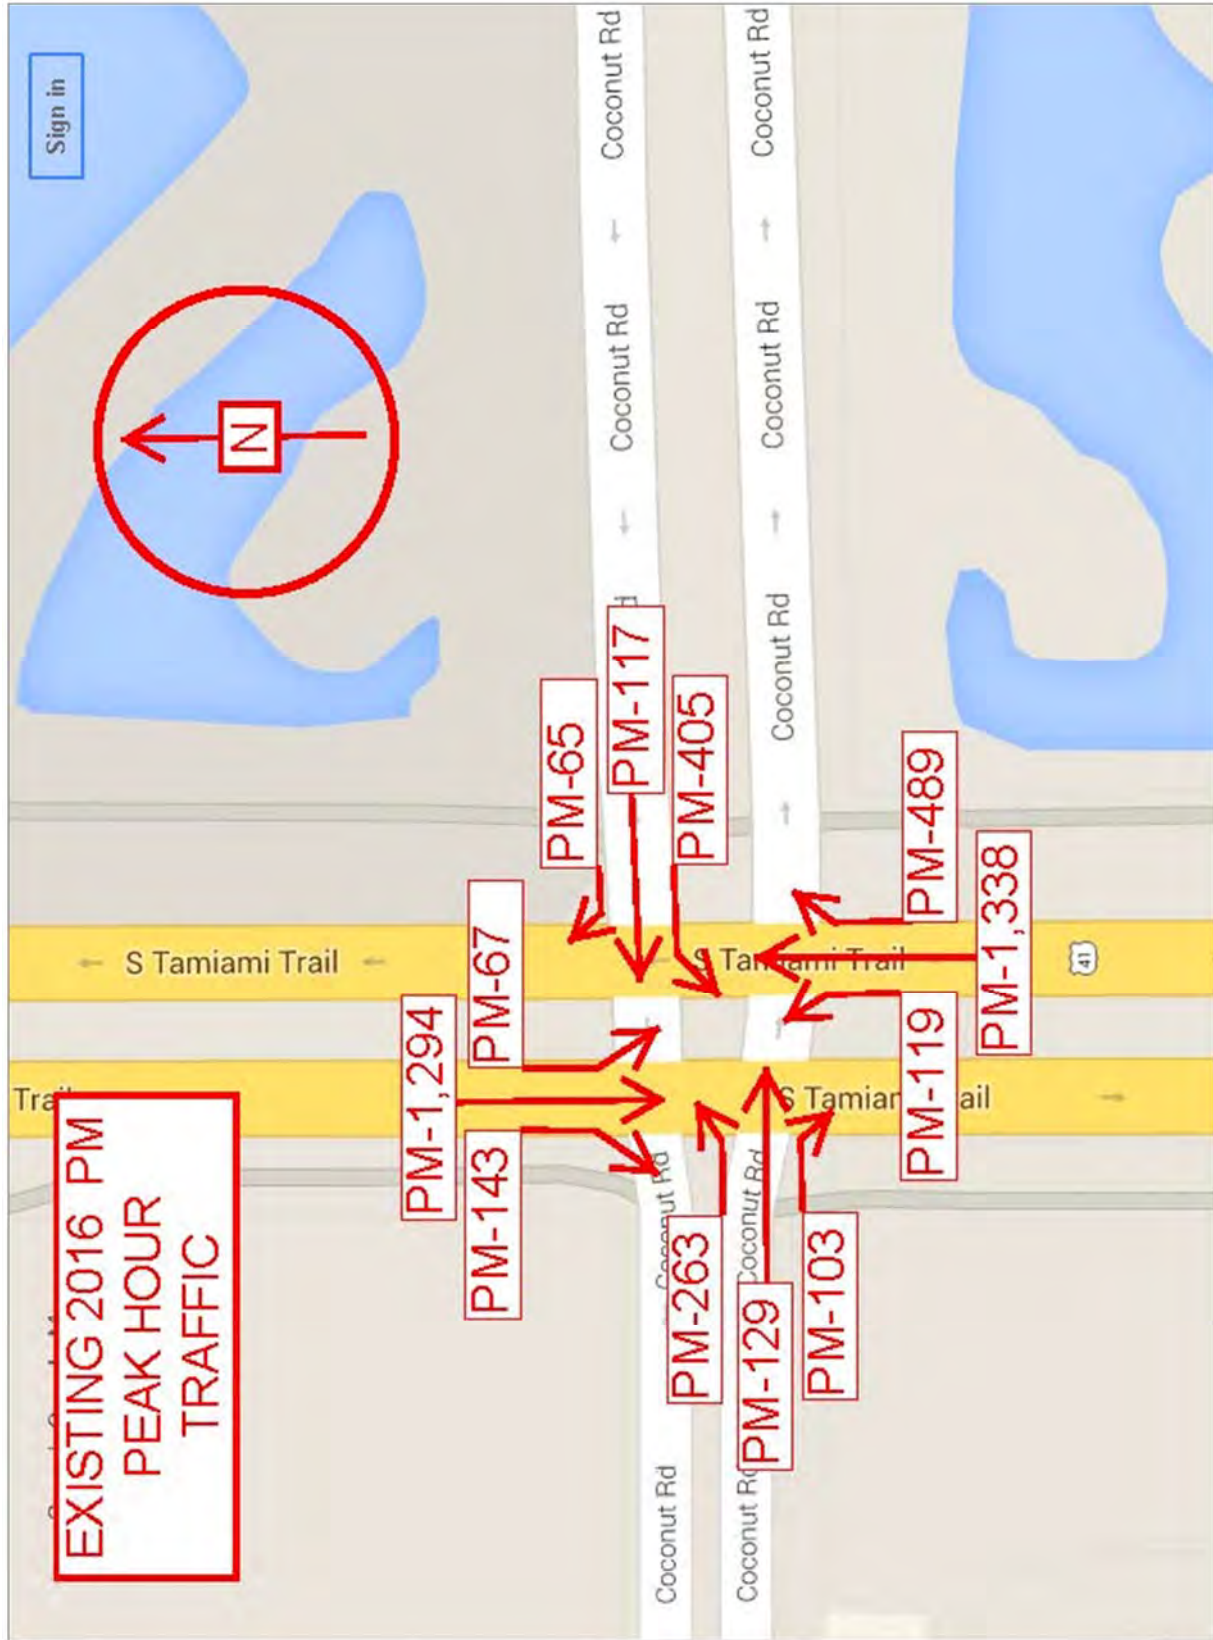 Sign in
EXISTING 2016 PM
PEAK HOUR
TRAFFIC
N
S Tamiami Trail
PM-1,294
PM-143
PM-67
PM-65
Coconut Rd
Coconut Rd
PM-117
Coconut Rd
Coconut Rd
PM-263
PM-405
Coconut Rd
Coconut Rd
Coconut Rd
Coconut Rd
Coconut Rd
PM-129
S Tamiami Trail
PM-103
S Tamiami Trail
PM-119
PM-489
PM-1,338
41